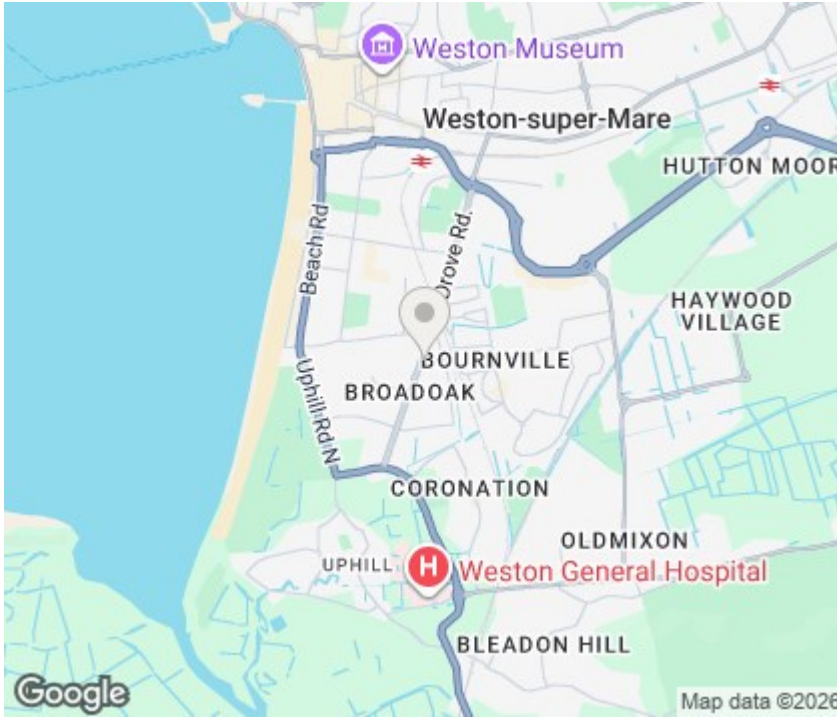 Weston Museum
Weston-super-Mare
HUTTON MOOR
Beach Rd
Drove Rd.
HAYWOOD
VILLAGE
BOURNVILLE
BROADOAK
Uphill Rd N
CORONATION
OLDMIXON
UPHILL
H
Weston General Hospital
BLEADON HILL
Google
Map data ©2026